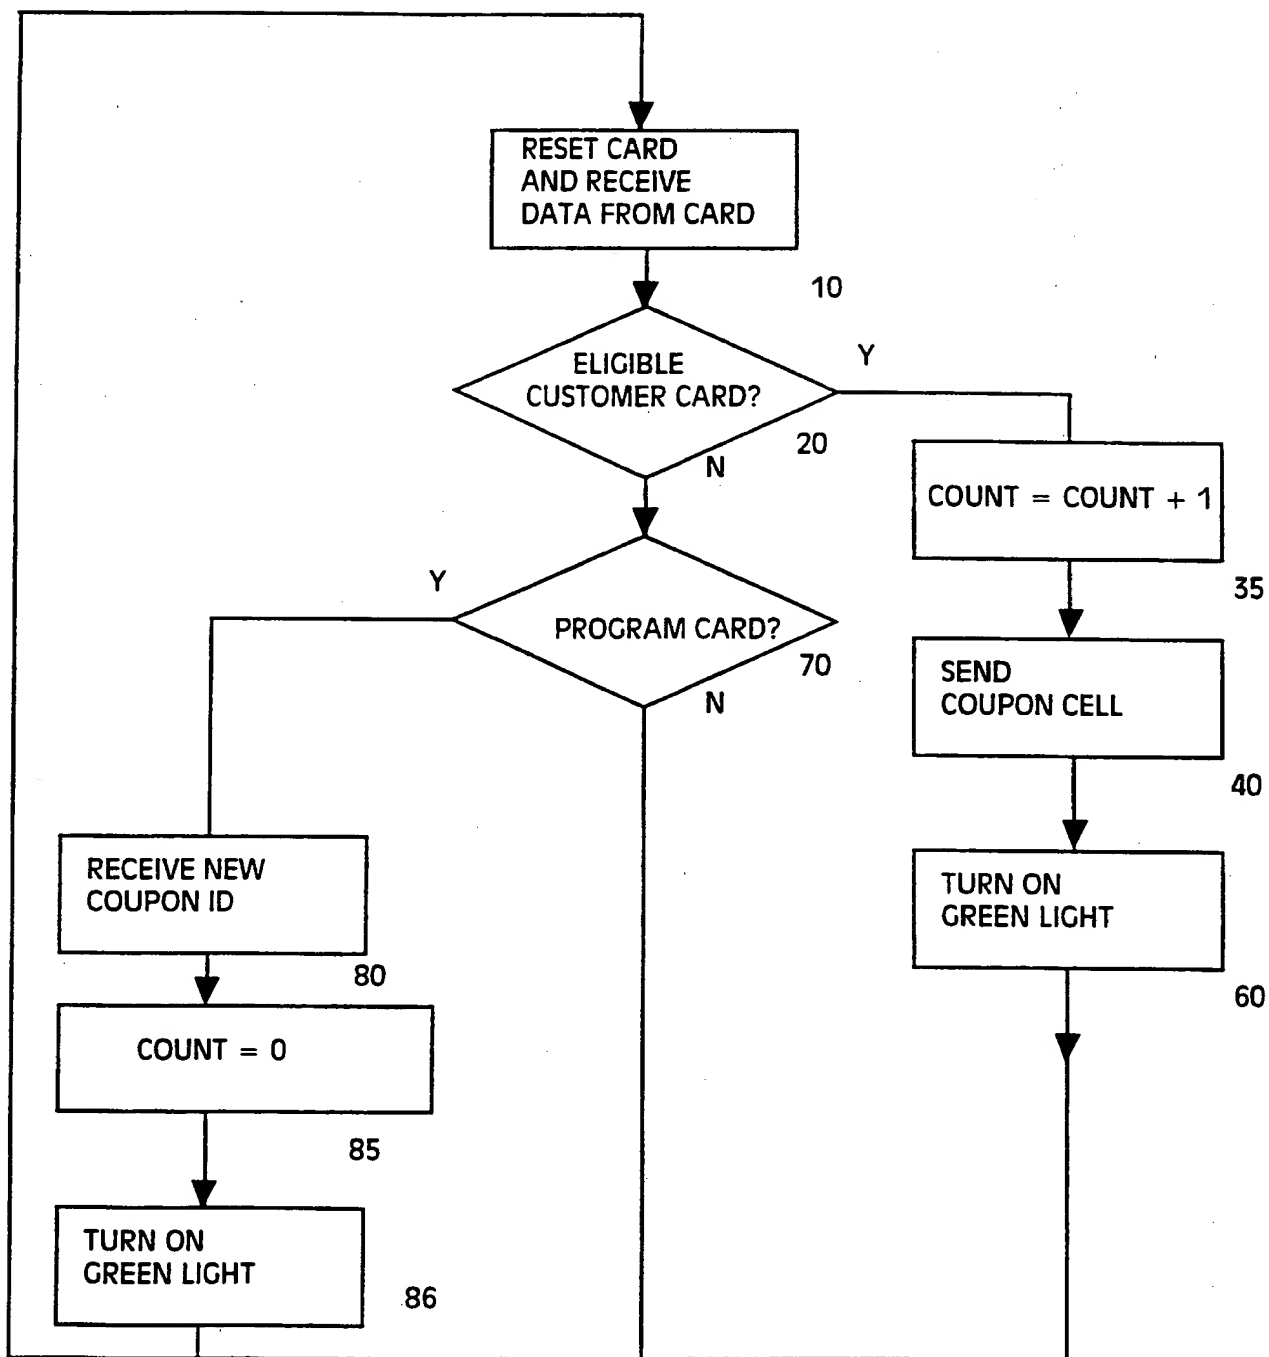 RESET CARD
AND RECEIVE
DATA FROM CARD
10
ELIGIBLE
CUSTOMER CARD?
Y
20
N
COUNT = COUNT + 1
35
PROGRAM CARD?
Y
70
N
SEND
COUPON CELL
40
RECEIVE NEW
COUPON ID
80
TURN ON
GREEN LIGHT
60
COUNT = 0
85
TURN ON
GREEN LIGHT
86